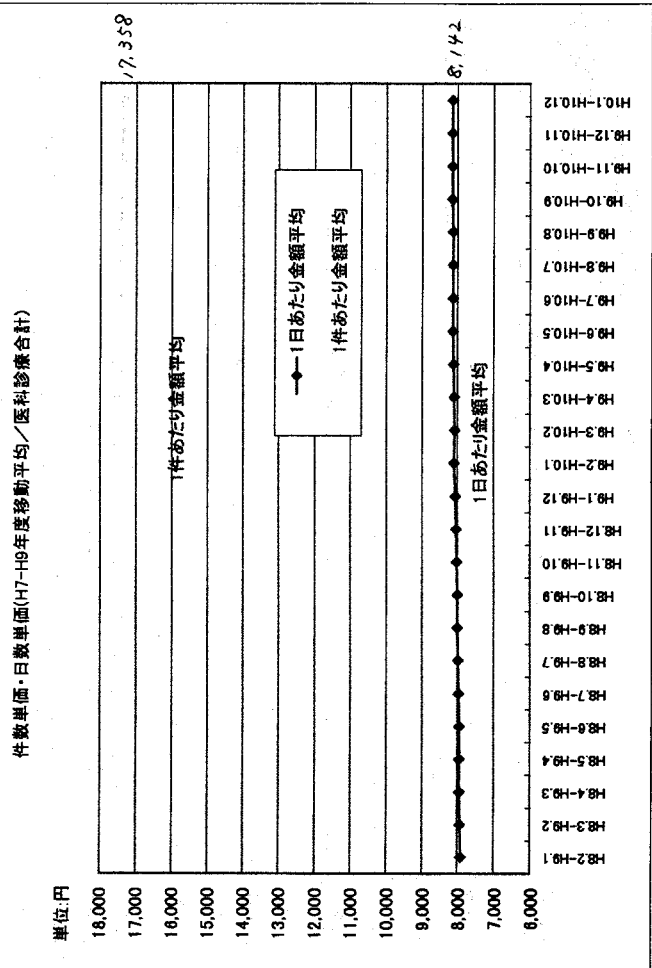 件数単価・日数単価(H7-H9年度移動平均/医科診療合計)
単位:円
18,000
17,000
16,000
15,000
14,000
13,000
12,000
11,000
10,000
9,000
8,000
7,000
6,000
17,358
8,142
1件あたり金額平均
1日あたり金額平均
1件あたり金額平均
1日あたり金額平均
H8.2-H9.1
H8.3-H9.2
H8.4-H9.3
H8.5-H9.4
H8.6-H9.5
H8.7-H9.6
H8.8-H9.7
H8.9-H9.8
H8.10-H9.9
H8.11-H9.10
H8.12-H9.11
H9.1-H9.12
H9.2-H10.1
H9.3-H10.2
H9.4-H10.3
H9.5-H10.4
H9.6-H10.5
H9.7-H10.6
H9.8-H10.7
H9.9-H10.8
H9.10-H10.9
H9.11-H10.10
H9.12-H10.11
H10.1-H10.12